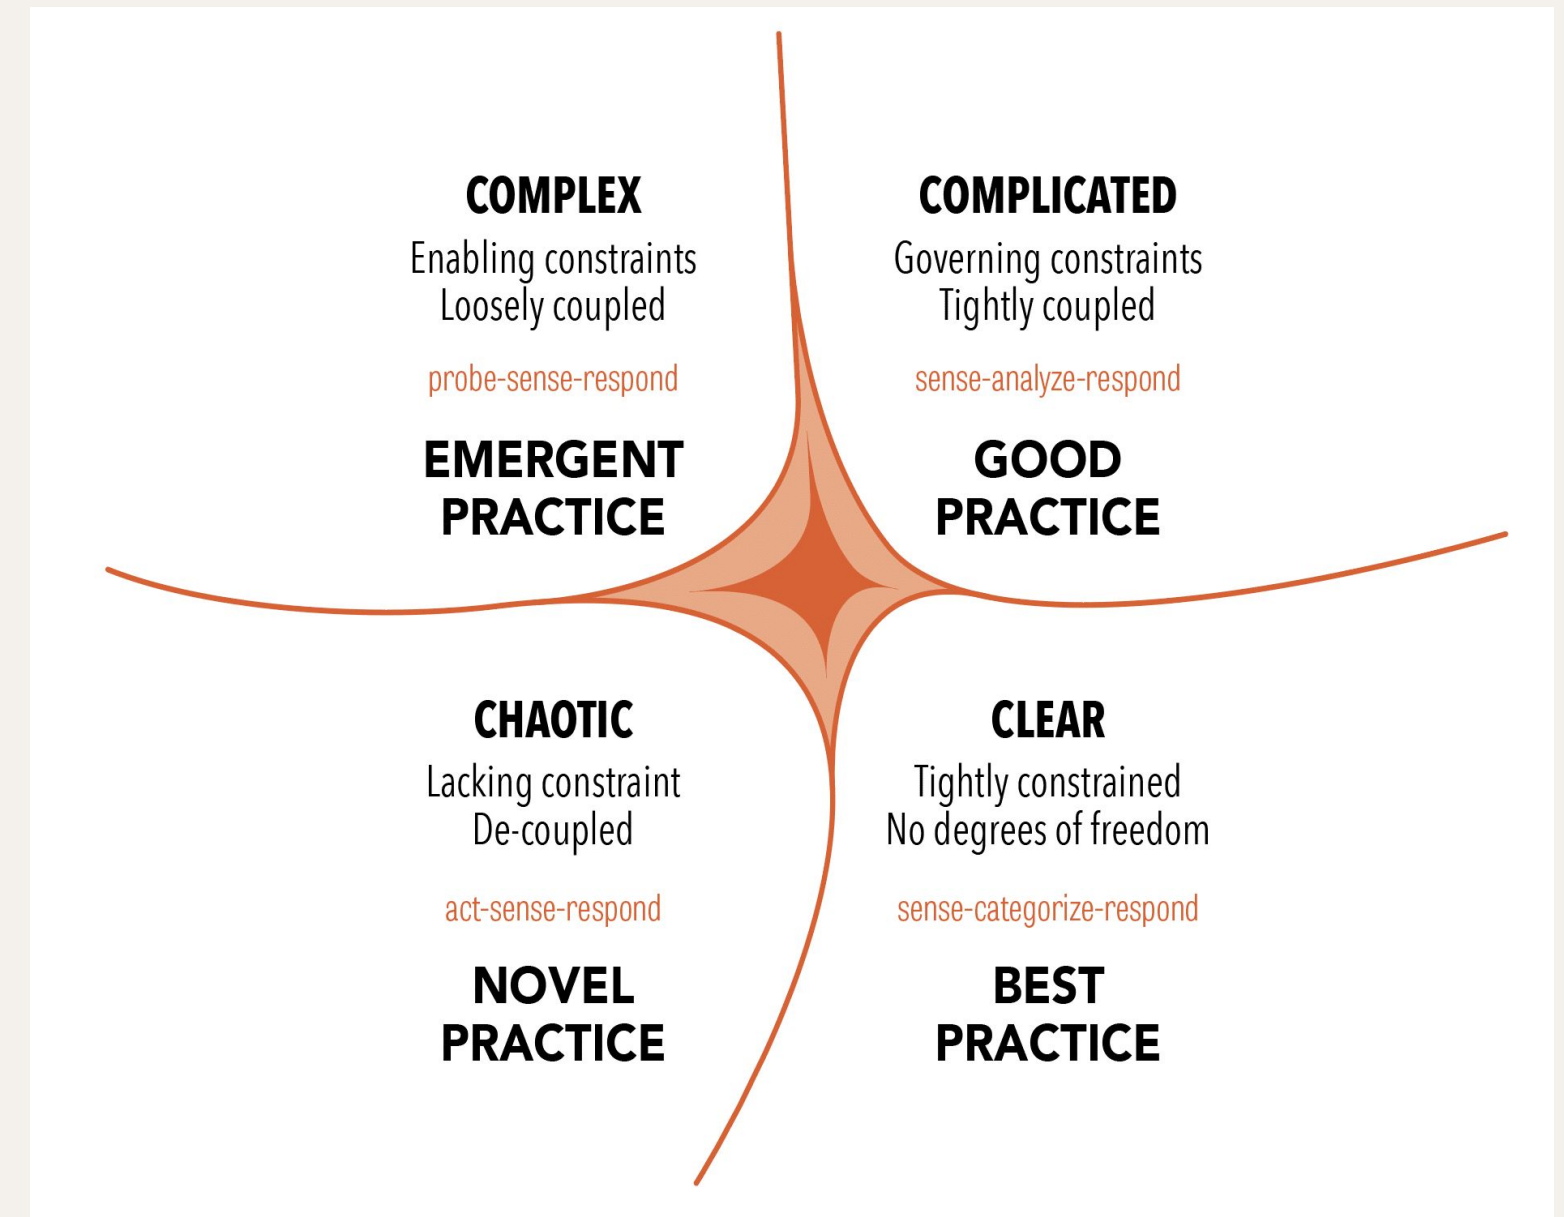 COMPLEX
Enabling constraints
Loosely coupled
probe-sense-respond
EMERGENT
PRACTICE
COMPLICATED
Governing constraints
Tightly coupled
sense-analyze-respond
GOOD
PRACTICE
CHAOTIC
Lacking constraint
De-coupled
act-sense-respond
NOVEL
PRACTICE
CLEAR
Tightly constrained
No degrees of freedom
sense-categorize-respond
BEST
PRACTICE